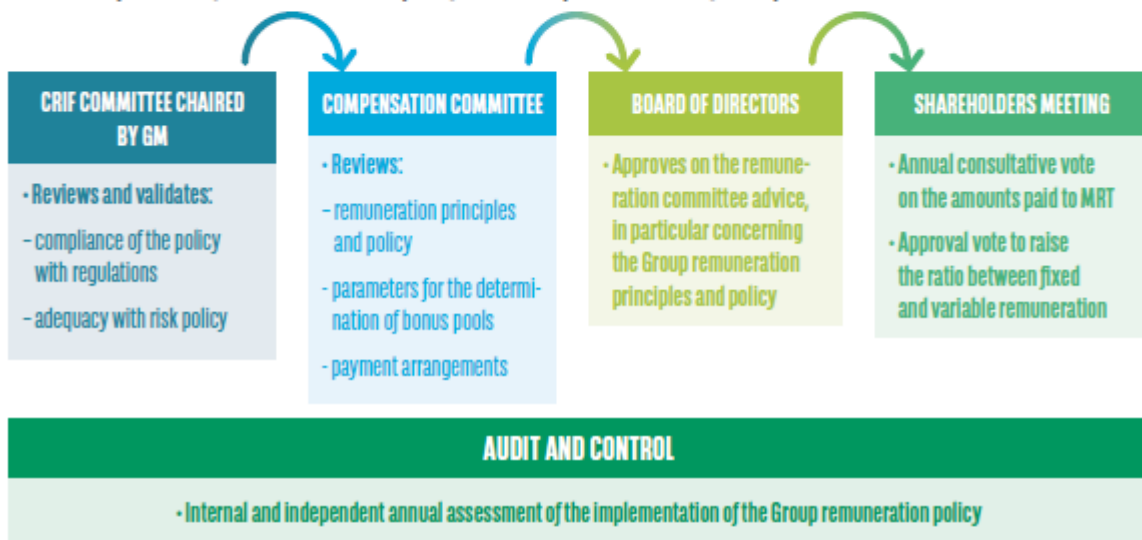 CRIF COMMITTEE CHAIRED
BY GM
• Reviews and validates:
– compliance of the policy
with regulations
– adequacy with risk policy
COMPENSATION COMMITTEE
• Reviews:
– remuneration principles
and policy
- parameters for the determi-
nation of bonus pools
- payment arrangements
BOARD OF DIRECTORS
• Approves on the remune-
ration committee advice,
in particular concerning
the Group remuneration
principles and policy
SHAREHOLDERS MEETING
• Annual consultative vote
on the amounts paid to MRT
• Approval vote to raise
the ratio between fixed
and variable remuneration
AUDIT AND CONTROL
• Internal and independent annual assessment of the implementation of the Group remuneration policy